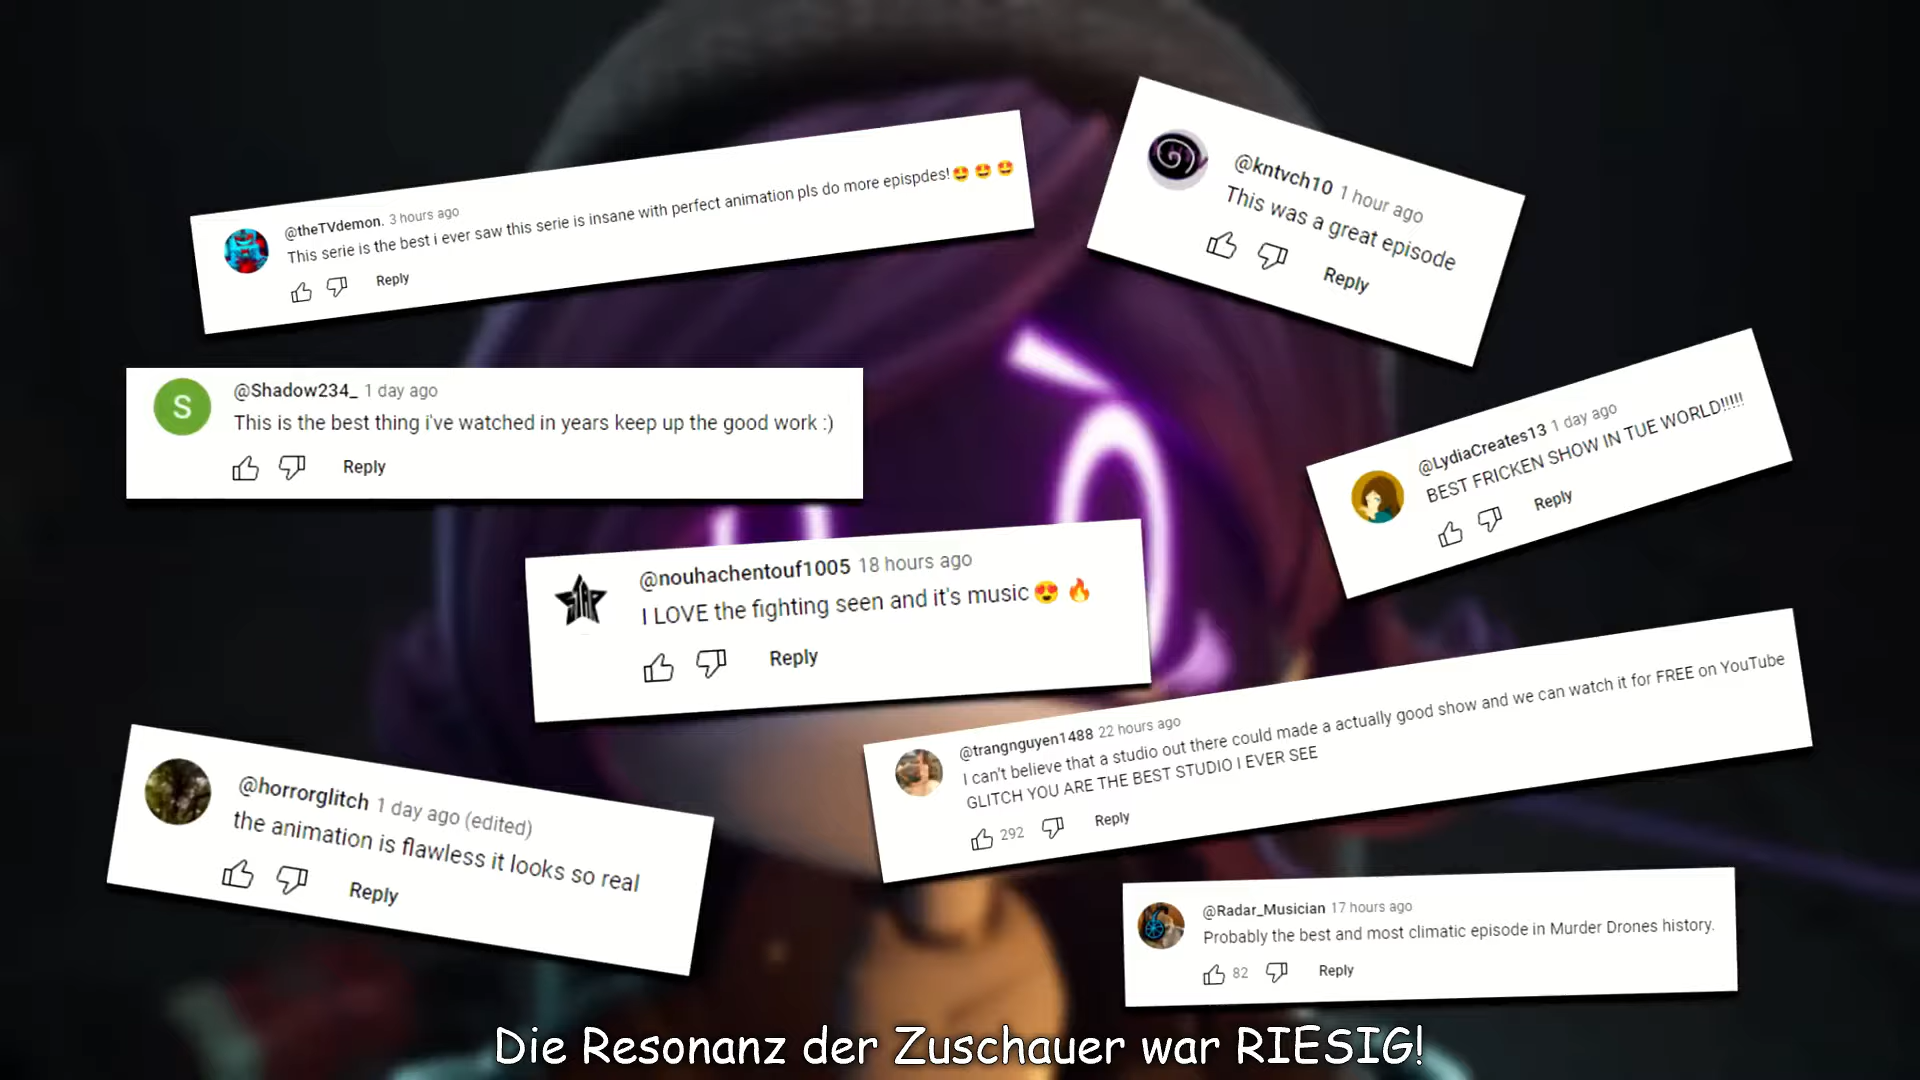 @theTVdemon. 3 hours ago
This serie is the best i ever saw this serie is insane with perfect animation pls do more epispdes!🤩 🤩 🤩
Reply
@kntvch10 1 hour ago
This was a great episode
Reply
@Shadow234_ 1 day ago
This is the best thing i've watched in years keep up the good work :)
Reply
S
@LydiaCreates13 1 day ago
BEST FRICKEN SHOW IN TUE WORLD!!!!!
Reply
@nouhachentouf1005 18 hours ago
I LOVE the fighting seen and it's music😍 🔥
Reply
@trangnguyen1488 22 hours ago
I can't believe that a studio out there could made a actually good show and we can watch it for FREE on YouTube
GLITCH YOU ARE THE BEST STUDIO I EVER SEE
292 Reply
@horrorglitch 1 day ago (edited)
the animation is flawless it looks so real
Reply
@Radar_Musician 17 hours ago
Probably the best and most climatic episode in Murder Drones history.
82 Reply
Die Resonanz der Zuschauer war RIESIG!